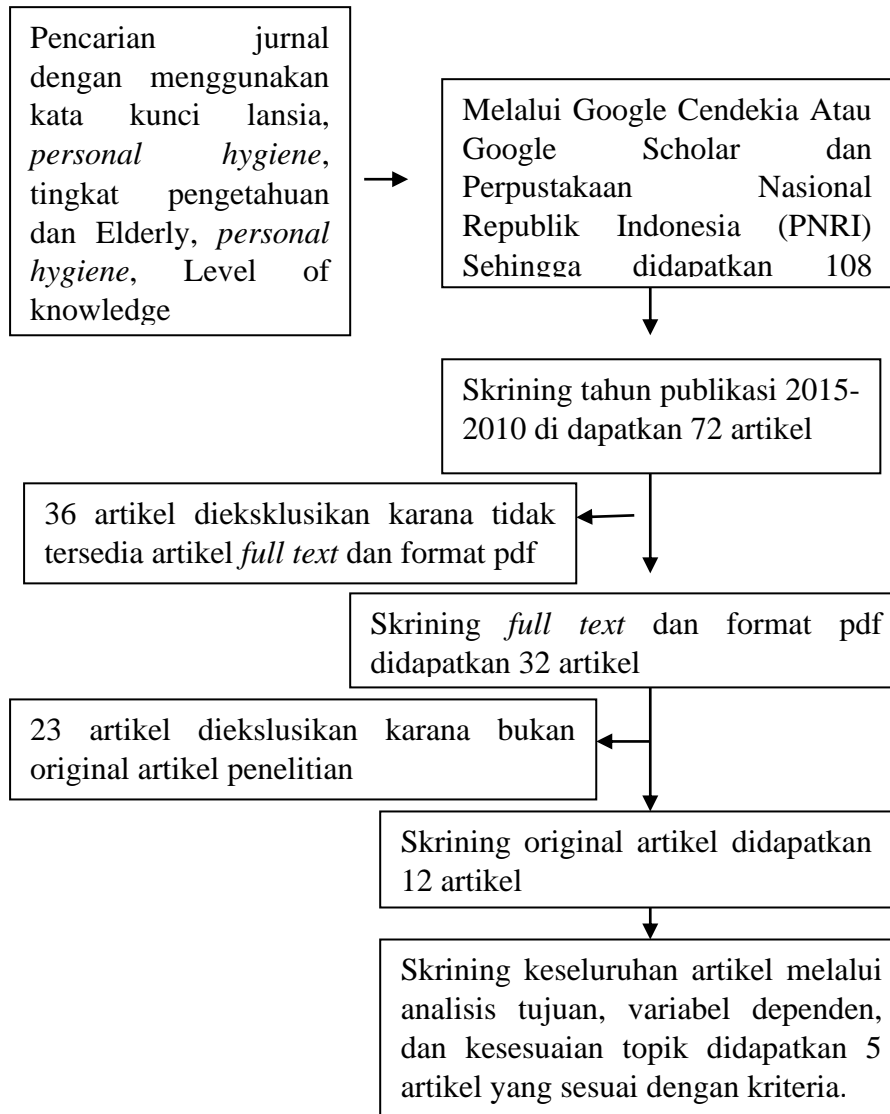 Pencarian jurnal
dengan menggunakan
kata kunci lansia,
personal hygiene,
tingkat pengetahuan
dan Elderly, personal
hygiene, Level of
knowledge
Melalui Google Cendekia Atau
Google Scholar dan
Perpustakaan Nasional
Republik Indonesia (PNRI)
Sehingga didapatkan 108
Skrining tahun publikasi 2015-
2010 di dapatkan 72 artikel
36 artikel dieksklusikan karana tidak
tersedia artikel full text dan format pdf
Skrining full text dan format pdf
didapatkan 32 artikel
23 artikel diekslusikan karana bukan
original artikel penelitian
Skrining original artikel didapatkan
12 artikel
Skrining keseluruhan artikel melalui
analisis tujuan, variabel dependen,
dan kesesuaian topik didapatkan 5
artikel yang sesuai dengan kriteria.